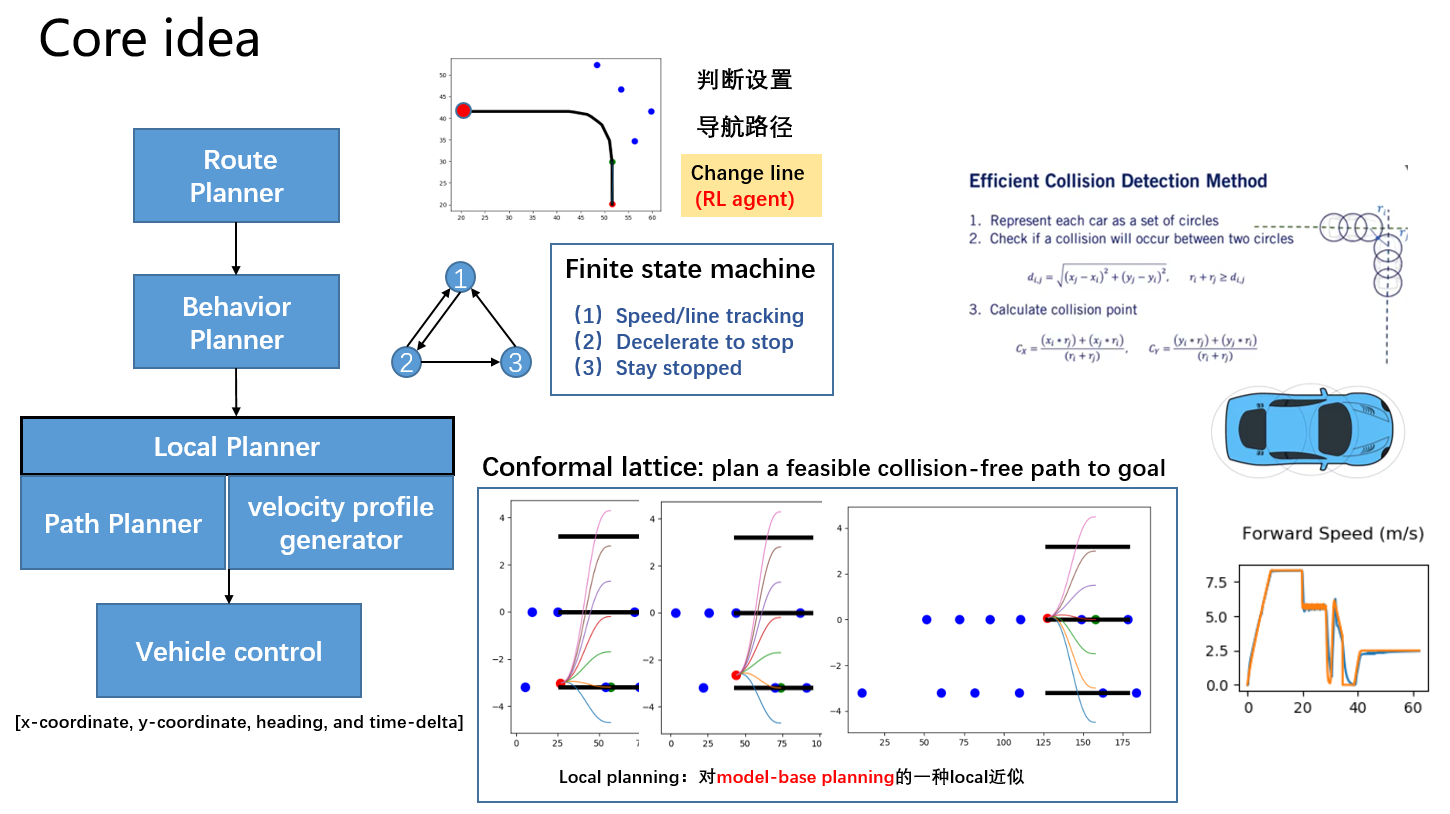 Core idea
Route
Planner
Behavior
Planner
Local Planner
Path Planner
velocity profile
generator
Vehicle control
[x-coordinate, y-coordinate, heading, and time-delta]
50
45
40
35
30
25
20
20 25 30 35 40 45 50 55 60
判断设置
导航路径
Change line
(RL agent)
1
2
3
Finite state machine
(1) Speed/line tracking
(2) Decelerate to stop
(3) Stay stopped
Efficient Collision Detection Method
1. Represent each car as a set of circles
2. Check if a collision will occur between two circles
d_{i,j} = √((x_j − x_i)² + (y_j − y_i)²), r_i + r_j ≥ d_{i,j}
3. Calculate collision point
C_X = ((x_i * r_j) + (x_j * r_i)) / (r_i + r_j), C_Y = ((y_i * r_j) + (y_j * r_i)) / (r_i + r_j)
r_i
r_j
Conformal lattice: plan a feasible collision-free path to goal
4
2
0
−2
−4
0 25 50 7
4
2
0
−2
−4
0 25 50 75 10
4
2
0
−2
−4
25 50 75 100 125 150 175
Local planning：对model-base planning的一种local近似
Forward Speed (m/s)
7.5
5.0
2.5
0.0
0 20 40 60